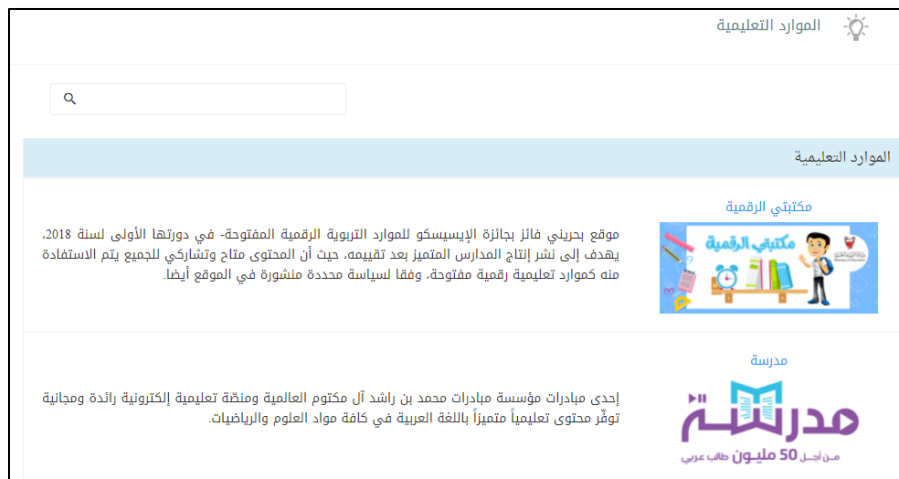 الموارد التعليمية
الموارد التعليمية
مكتبتي الرقمية
مكتبتي الرقمية
موقع بحريني فائز بجائزة الإيسيسكو للموارد التربوية الرقمية المفتوحة- في دورتها الأولى لسنة 2018،
يهدف إلى نشر إنتاج المدارس المتميز بعد تقييمه، حيث أن المحتوى متاح وتشاركي للجميع يتم الاستفادة
منه كموارد تعليمية رقمية مفتوحة، وفقا لسياسة محددة منشورة في الموقع أيضا.
مدرسة
مدرسـة
من أجـل 50 مليـون طالب عربي
إحدى مبادرات مؤسسة مبادرات محمد بن راشد آل مكتوم العالمية ومنصّة تعليمية إلكترونية رائدة ومجانية
توفّر محتوى تعليمياً متميزاً باللغة العربية في كافة مواد العلوم والرياضيات.